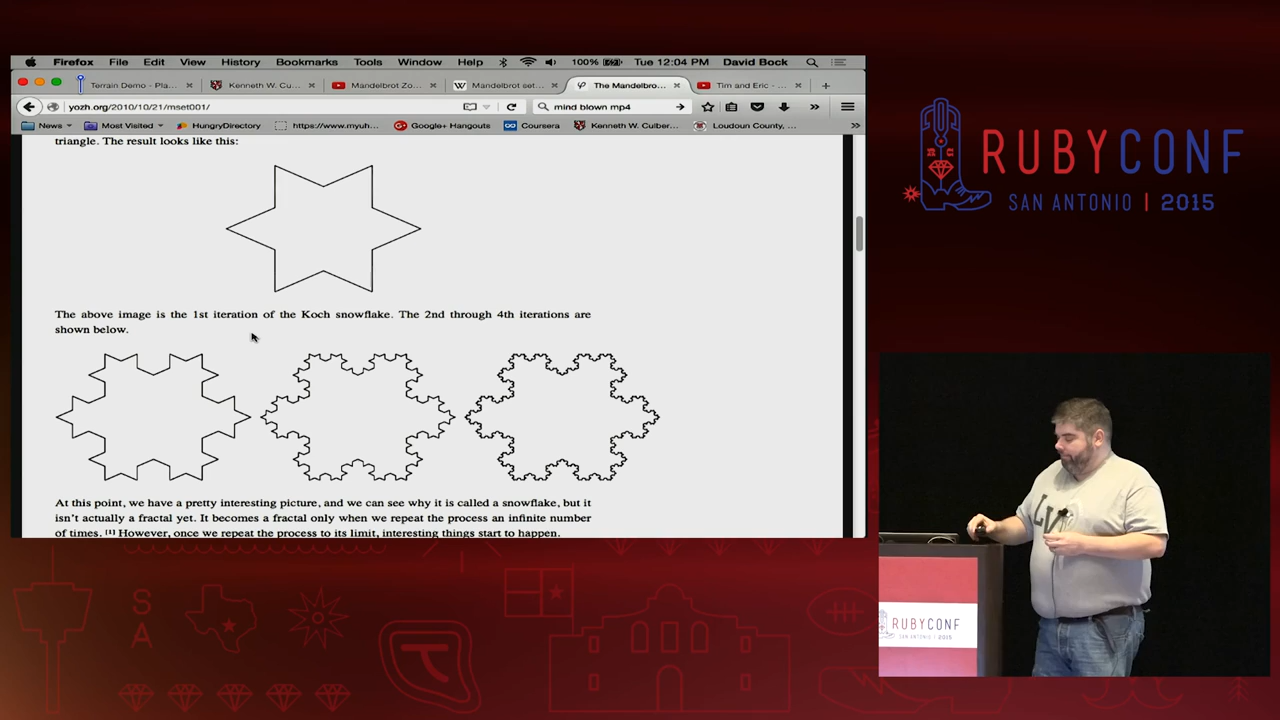 Firefox File Edit View History Bookmarks Tools Window Help 100% Tue 12:04 PM David Bock
Terrain Demo - Pla... × Kenneth W. Cu... × Mandelbrot Zo... × Mandelbrot set... × The Mandelbro... × Tim and Eric - ... × +
yozh.org/2010/10/21/mset001/ mind blown mp4
News Most Visited HungryDirectory https://www.myuh... Google+ Hangouts Coursera Kenneth W. Culber... Loudoun County, ... »
triangle. The result looks like this:
The above image is the 1st iteration of the Koch snowflake. The 2nd through 4th iterations are
shown below.
At this point, we have a pretty interesting picture, and we can see why it is called a snowflake, but it
isn't actually a fractal yet. It becomes a fractal only when we repeat the process an infinite number
of times. [1] However, once we repeat the process to its limit, interesting things start to happen.
RUBYCONF
SAN ANTONIO | 2015
LV
RUBYCONF
SAN ANTONIO | 2015
S
A